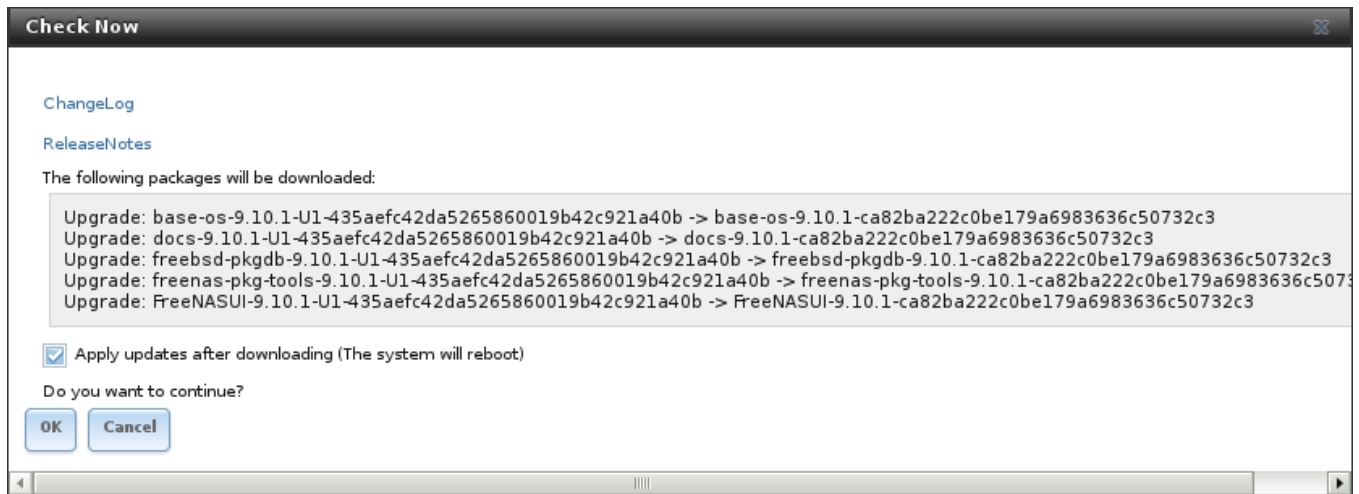 Check Now
ChangeLog
ReleaseNotes
The following packages will be downloaded:
Upgrade: base-os-9.10.1-U1-435aefc42da5265860019b42c921a40b -> base-os-9.10.1-ca82ba222c0be179a6983636c50732c3
Upgrade: docs-9.10.1-U1-435aefc42da5265860019b42c921a40b -> docs-9.10.1-ca82ba222c0be179a6983636c50732c3
Upgrade: freebsd-pkgdb-9.10.1-U1-435aefc42da5265860019b42c921a40b -> freebsd-pkgdb-9.10.1-ca82ba222c0be179a6983636c50732c3
Upgrade: freenas-pkg-tools-9.10.1-U1-435aefc42da5265860019b42c921a40b -> freenas-pkg-tools-9.10.1-ca82ba222c0be179a6983636c5073
Upgrade: FreeNASUI-9.10.1-U1-435aefc42da5265860019b42c921a40b -> FreeNASUI-9.10.1-ca82ba222c0be179a6983636c50732c3
Apply updates after downloading (The system will reboot)
Do you want to continue?
OK Cancel